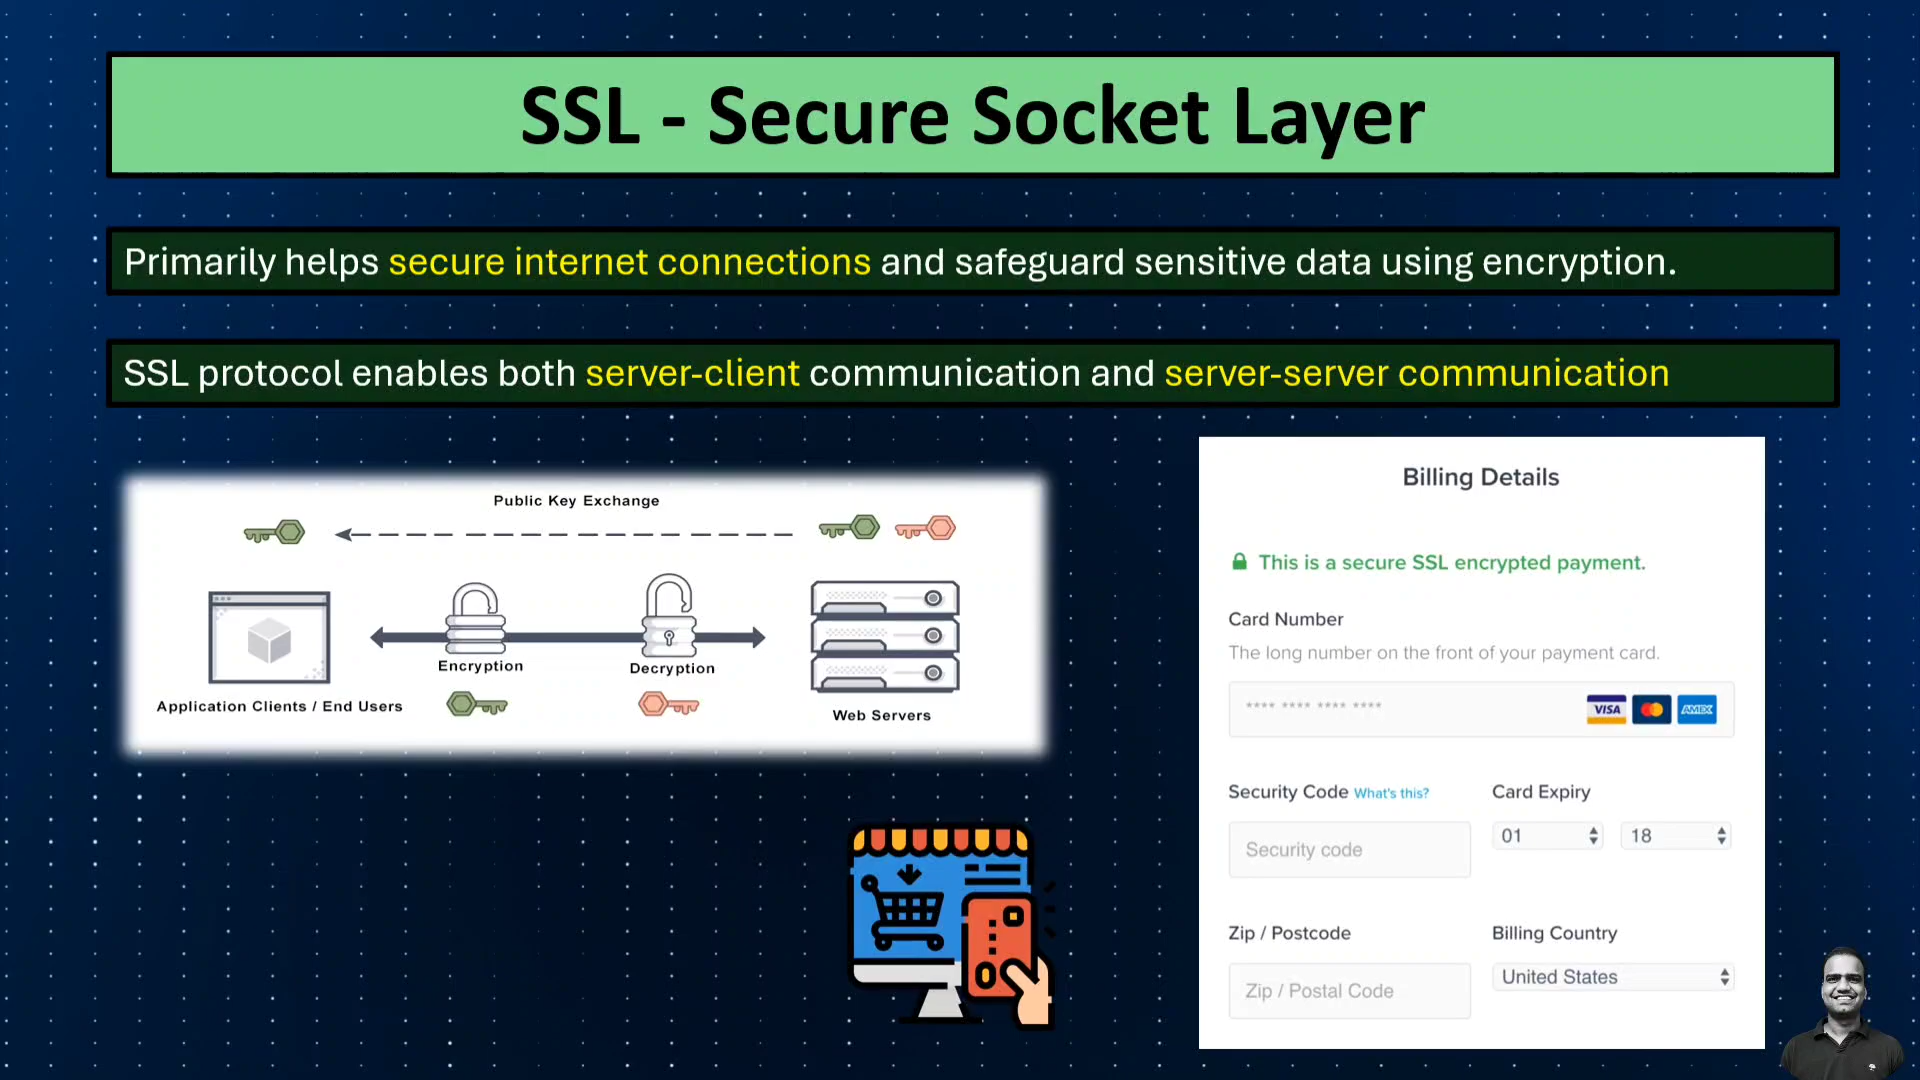 SSL - Secure Socket Layer
Primarily helps secure internet connections and safeguard sensitive data using encryption.
SSL protocol enables both server-client communication and server-server communication
Public Key Exchange
Encryption
Decryption
Application Clients / End Users
Web Servers
Billing Details
This is a secure SSL encrypted payment.
Card Number
The long number on the front of your payment card.
**** **** **** ****
VISA
AMEX
Security Code What's this?
Card Expiry
Security code
01
18
Zip / Postcode
Billing Country
Zip / Postal Code
United States